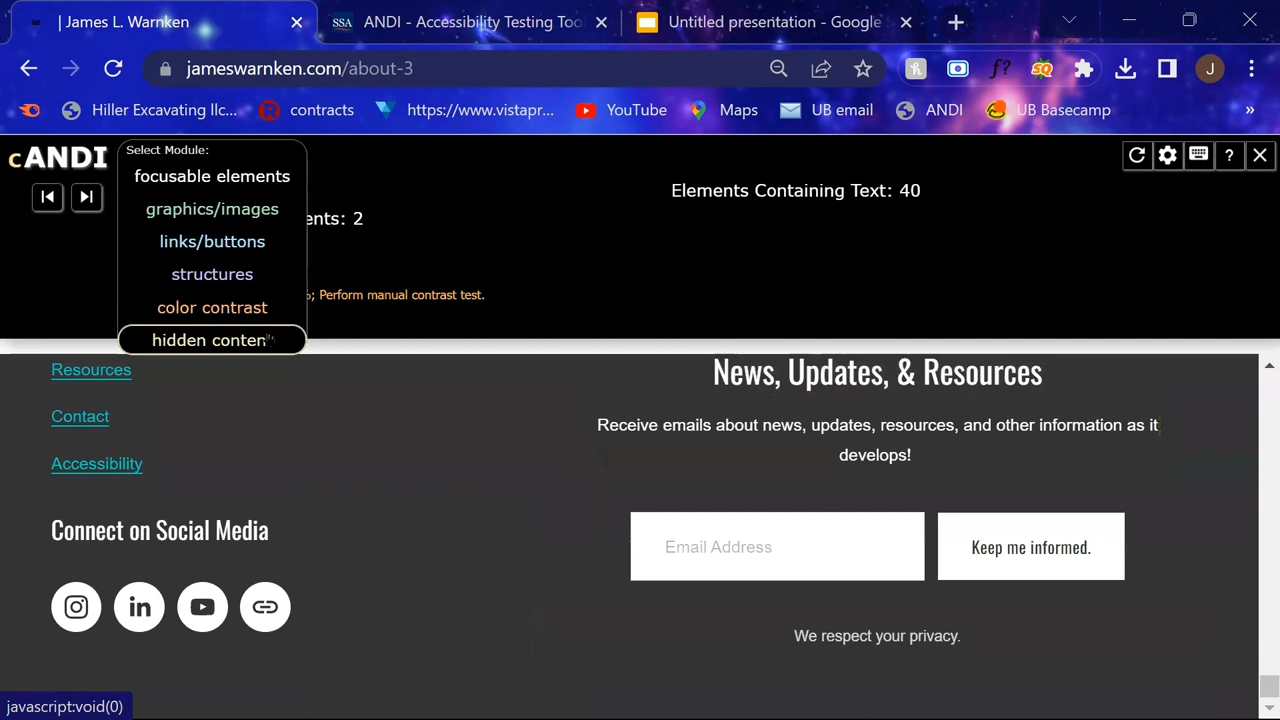 | James L. Warnken
ANDI - Accessibility Testing Too
Untitled presentation - Google
jameswarnken.com/about-3
Hiller Excavating llc...
contracts
https://www.vistapr...
YouTube
Maps
UB email
ANDI
UB Basecamp
»
cANDI
Select Module:
focusable elements
graphics/images
links/buttons
structures
color contrast
hidden conten
ents: 2
Elements Containing Text: 40
; Perform manual contrast test.
?
Resources
Contact
Accessibility
Connect on Social Media
in
News, Updates, & Resources
Receive emails about news, updates, resources, and other information as it
develops!
Email Address
Keep me informed.
We respect your privacy.
javascript:void(0)
SSA
J
f?
SQ
h